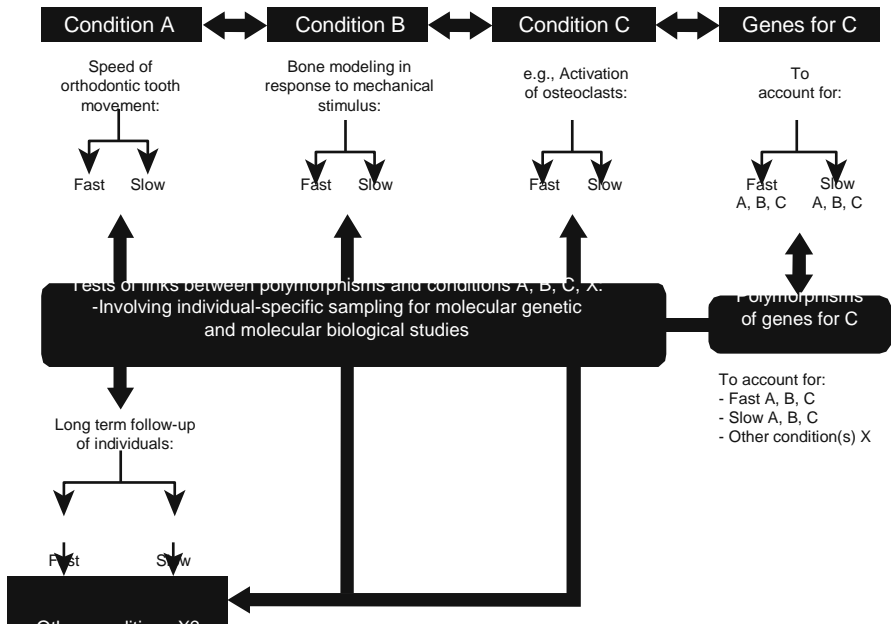 Condition A
Condition B
Condition C
Genes for C
Speed of
orthodontic tooth
movement:
Fast Slow
Bone modeling in
response to mechanical
stimulus:
Fast Slow
e.g., Activation
of osteoclasts:
Fast Slow
To
account for:
Fast
A, B, C
Slow
A, B, C
Tests of links between polymorphisms and conditions A, B, C, X:
-Involving individual-specific sampling for molecular genetic
and molecular biological studies
Polymorphisms
of genes for C
To account for:
- Fast A, B, C
- Slow A, B, C
- Other condition(s) X
Long term follow-up
of individuals:
Fast Slow
Other conditions X?